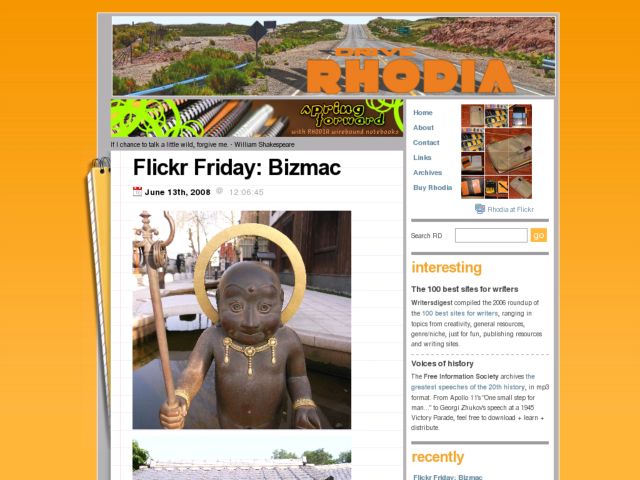 DRIVE
RHODIA
spring
forward
with RHODIA wirebound notebooks
If I chance to talk a little wild, forgive me. - William Shakespeare
Flickr Friday: Bizmac
June 13th, 2008 @ 12:06:45
Home
About
Contact
Links
Archives
Buy Rhodia
Rhodia at Flickr
Search RD
go
interesting
The 100 best sites for writers
Writersdigest compiled the 2006 roundup of
the 100 best sites for writers, ranging in
topics from creativity, general resources,
genre/niche, just for fun, publishing resources
and writing sites.
Voices of history
The Free Information Society archives the
greatest speeches of the 20th history, in mp3
format. From Apollo 11's "One small step for
man..." to Georgi Zhukov's speech at a 1945
Victory Parade, feel free to download + learn +
distribute.
recently
Flickr Friday: Bizmac